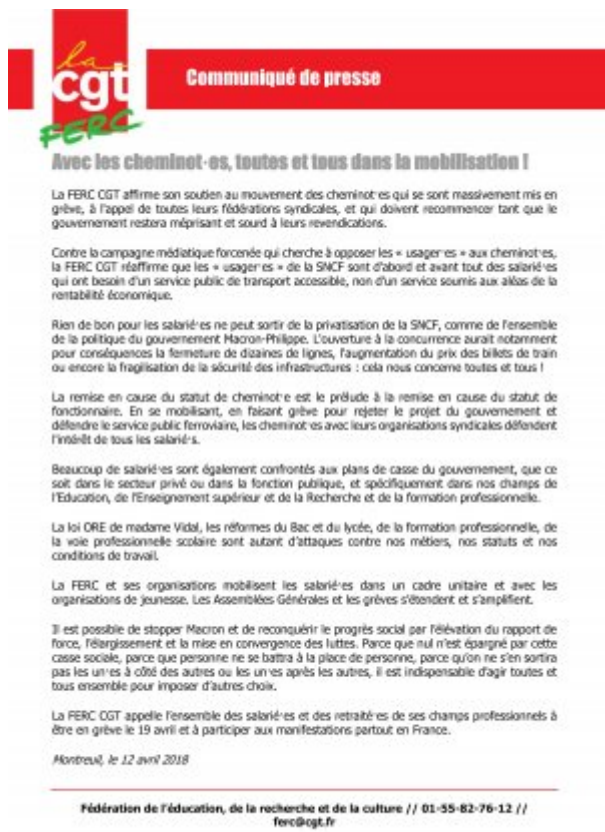 la
cgt
FERC
Communiqué de presse
Avec les cheminot·es, toutes et tous dans la mobilisation !
La FERC CGT affirme son soutien au mouvement des cheminot·es qui se sont massivement mis en
grève, à l'appel de toutes leurs fédérations syndicales, et qui doivent recommencer tant que le
gouvernement restera méprisant et sourd à leurs revendications.
Contre la campagne médiatique forcenée qui cherche à opposer les « usager·es » aux cheminot·es,
la FERC CGT réaffirme que les « usager·es » de la SNCF sont d'abord et avant tout des salarié·es
qui ont besoin d'un service public de transport accessible, non d'un service soumis aux aléas de la
rentabilité économique.
Rien de bon pour les salarié·es ne peut sortir de la privatisation de la SNCF, comme de l'ensemble
de la politique du gouvernement Macron-Philippe. L'ouverture à la concurrence aurait notamment
pour conséquences la fermeture de dizaines de lignes, l'augmentation du prix des billets de train
ou encore la fragilisation de la sécurité des infrastructures : cela nous concerne toutes et tous !
La remise en cause du statut de cheminot·e est le prélude à la remise en cause du statut de
fonctionnaire. En se mobilisant, en faisant grève pour rejeter le projet du gouvernement et
défendre le service public ferroviaire, les cheminot·es avec leurs organisations syndicales défendent
l'intérêt de tous les salarié·s.
Beaucoup de salarié·es sont également confrontés aux plans de casse du gouvernement, que ce
soit dans le secteur privé ou dans la fonction publique, et spécifiquement dans nos champs de
l'Education, de l'Enseignement supérieur et de la Recherche et de la formation professionnelle.
La loi ORE de madame Vidal, les réformes du Bac et du lycée, de la formation professionnelle, de
la voie professionnelle scolaire sont autant d'attaques contre nos métiers, nos statuts et nos
conditions de travail.
La FERC et ses organisations mobilisent les salarié·es dans un cadre unitaire et avec les
organisations de jeunesse. Les Assemblées Générales et les grèves s'étendent et s'amplifient.
Il est possible de stopper Macron et de reconquérir le progrès social par l'élévation du rapport de
force, l'élargissement et la mise en convergence des luttes. Parce que nul n'est épargné par cette
casse sociale, parce que personne ne se battra à la place de personne, parce qu'on ne s'en sortira
pas les un·es à côté des autres ou les un·es après les autres, il est indispensable d'agir toutes et
tous ensemble pour imposer d'autres choix.
La FERC CGT appelle l'ensemble des salarié·es et des retraité·es de ses champs professionnels à
être en grève le 19 avril et à participer aux manifestations partout en France.
Montreuil, le 12 avril 2018
Fédération de l'éducation, de la recherche et de la culture // 01-55-82-76-12 //
ferc@cgt.fr